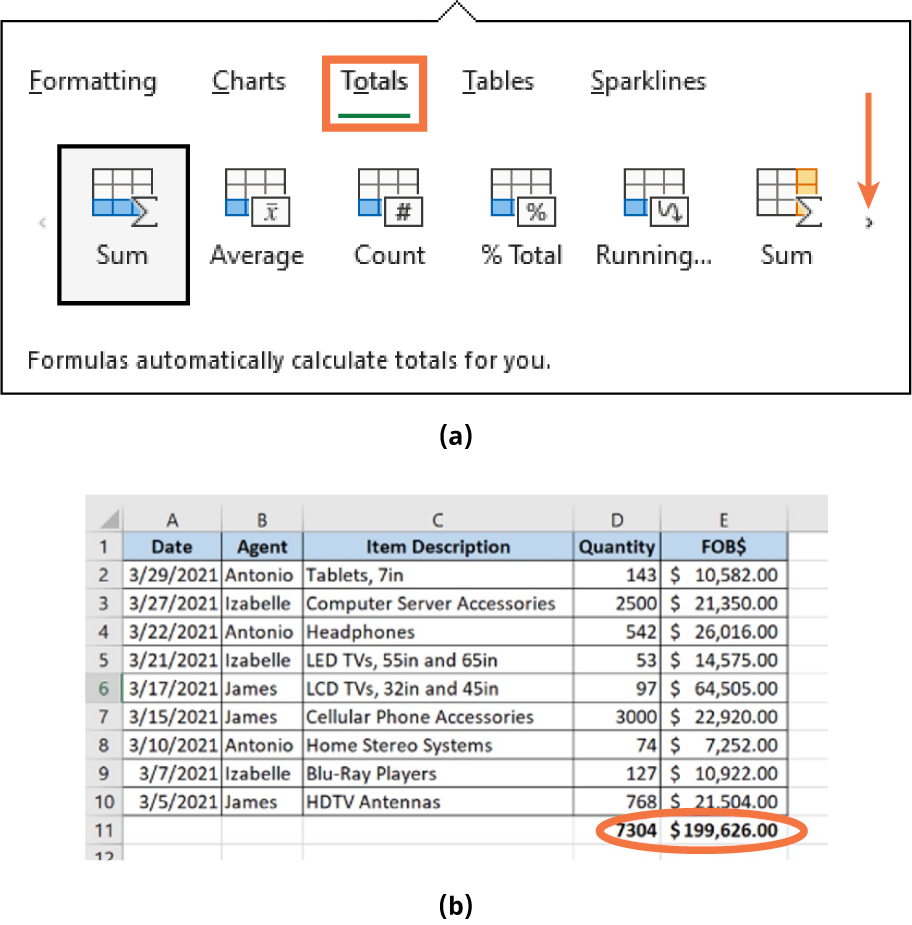 Formatting Charts Totals Tables Sparklines
Sum Average Count % Total Running... Sum
Formulas automatically calculate totals for you.
(a)
A B C D E
1 Date Agent Item Description Quantity FOB$
2 3/29/2021 Antonio Tablets, 7in 143 $ 10,582.00
3 3/27/2021 Izabelle Computer Server Accessories 2500 $ 21,350.00
4 3/22/2021 Antonio Headphones 542 $ 26,016.00
5 3/21/2021 Izabelle LED TVs, 55in and 65in 53 $ 14,575.00
6 3/17/2021 James LCD TVs, 32in and 45in 97 $ 64,505.00
7 3/15/2021 James Cellular Phone Accessories 3000 $ 22,920.00
8 3/10/2021 Antonio Home Stereo Systems 74 $ 7,252.00
9 3/7/2021 Izabelle Blu-Ray Players 127 $ 10,922.00
10 3/5/2021 James HDTV Antennas 768 $ 21,504.00
11 7304 $199,626.00
12
(b)